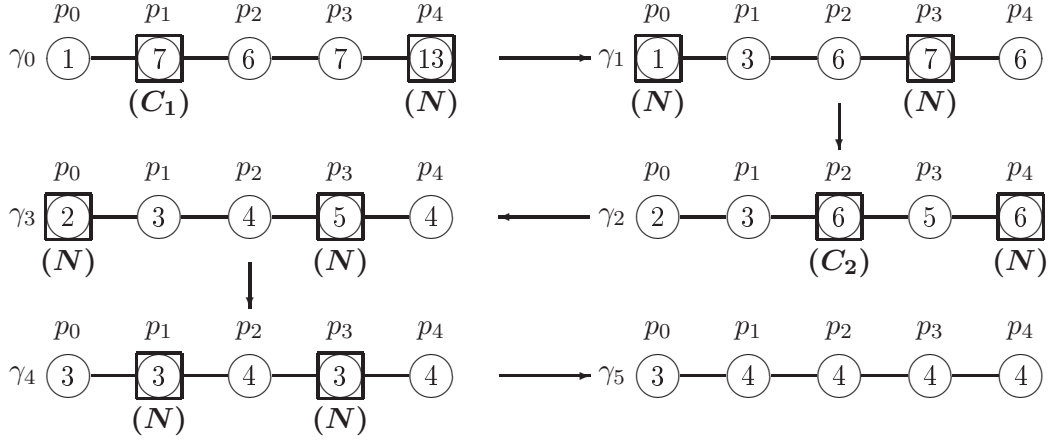 p₀ p₁ p₂ p₃ p₄ p₀ p₁ p₂ p₃ p₄
γ₀ 1 7 6 7 13 γ₁ 1 3 6 7 6
(C₁) (N) (N) (N)
p₀ p₁ p₂ p₃ p₄ p₀ p₁ p₂ p₃ p₄
γ₃ 2 3 4 5 4 γ₂ 2 3 6 5 6
(N) (N) (C₂) (N)
p₀ p₁ p₂ p₃ p₄ p₀ p₁ p₂ p₃ p₄
γ₄ 3 3 4 3 4 γ₅ 3 4 4 4 4
(N) (N)